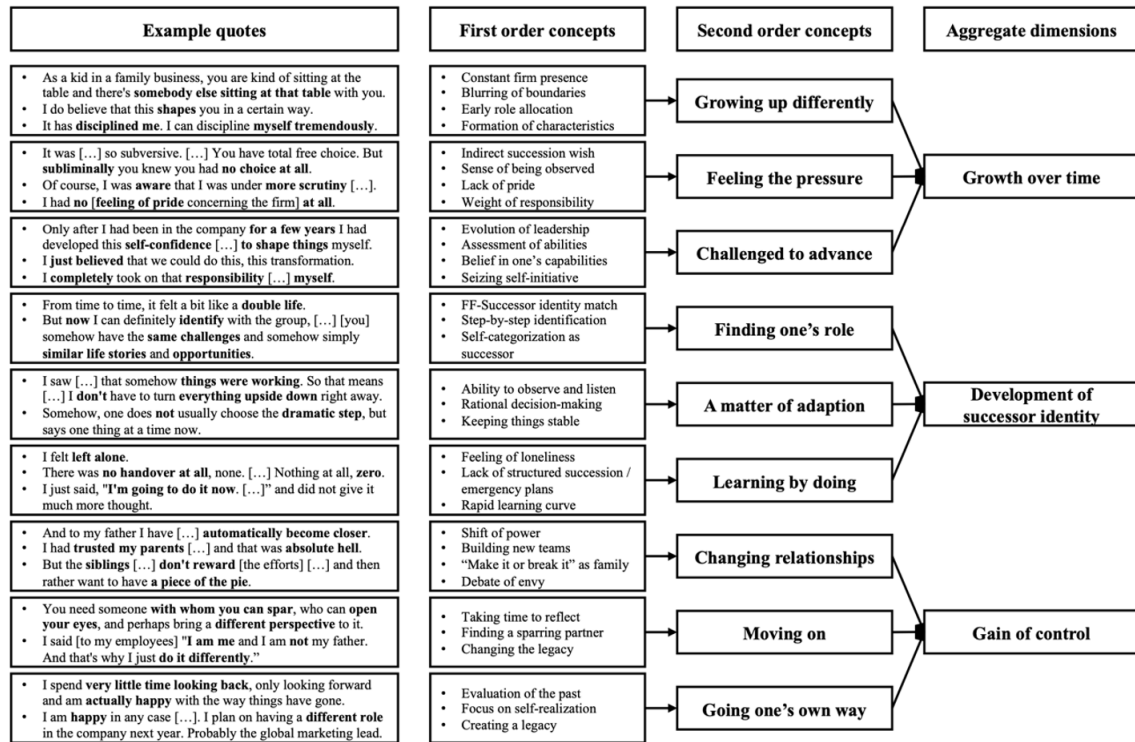 Example quotes
First order concepts
Second order concepts
Aggregate dimensions
• As a kid in a family business, you are kind of sitting at the
table and there's somebody else sitting at that table with you.
• I do believe that this shapes you in a certain way.
• It has disciplined me. I can discipline myself tremendously.
• Constant firm presence
• Blurring of boundaries
• Early role allocation
• Formation of characteristics
Growing up differently
• It was […] so subversive. […] You have total free choice. But
subliminally you knew you had no choice at all.
• Of course, I was aware that I was under more scrutiny […].
• I had no [feeling of pride concerning the firm] at all.
• Indirect succession wish
• Sense of being observed
• Lack of pride
• Weight of responsibility
Feeling the pressure
Growth over time
• Only after I had been in the company for a few years I had
developed this self-confidence […] to shape things myself.
• I just believed that we could do this, this transformation.
• I completely took on that responsibility […] myself.
• Evolution of leadership
• Assessment of abilities
• Belief in one's capabilities
• Seizing self-initiative
Challenged to advance
• From time to time, it felt a bit like a double life.
• But now I can definitely identify with the group, […] [you]
somehow have the same challenges and somehow simply
similar life stories and opportunities.
• FF-Successor identity match
• Step-by-step identification
• Self-categorization as
successor
Finding one's role
• I saw […] that somehow things were working. So that means
[…] I don't have to turn everything upside down right away.
• Somehow, one does not usually choose the dramatic step, but
says one thing at a time now.
• Ability to observe and listen
• Rational decision-making
• Keeping things stable
A matter of adaption
Development of
successor identity
• I felt left alone.
• There was no handover at all, none. […] Nothing at all, zero.
• I just said, "I'm going to do it now. […]” and did not give it
much more thought.
• Feeling of loneliness
• Lack of structured succession /
emergency plans
• Rapid learning curve
Learning by doing
• And to my father I have […] automatically become closer.
• I had trusted my parents […] and that was absolute hell.
• But the siblings […] don't reward [the efforts] […] and then
rather want to have a piece of the pie.
• Shift of power
• Building new teams
• “Make it or break it” as family
• Debate of envy
Changing relationships
• You need someone with whom you can spar, who can open
your eyes, and perhaps bring a different perspective to it.
• I said [to my employees] "I am me and I am not my father.
And that's why I just do it differently.”
• Taking time to reflect
• Finding a sparring partner
• Changing the legacy
Moving on
Gain of control
• I spend very little time looking back, only looking forward
and am actually happy with the way things have gone.
• I am happy in any case […]. I plan on having a different role
in the company next year. Probably the global marketing lead.
• Evaluation of the past
• Focus on self-realization
• Creating a legacy
Going one's own way